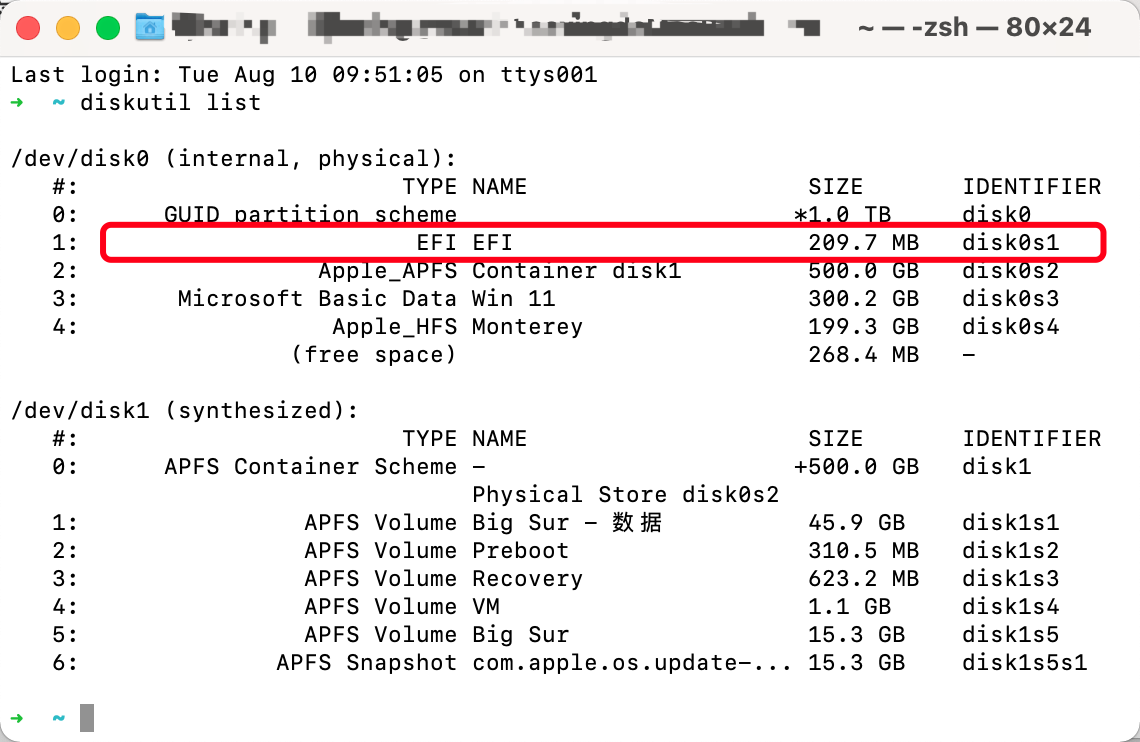 ~ — -zsh — 80×24
Last login: Tue Aug 10 09:51:05 on ttys001
➜  ~ diskutil list
/dev/disk0 (internal, physical):
#: TYPE NAME SIZE IDENTIFIER
0: GUID partition scheme *1.0 TB disk0
1: EFI EFI 209.7 MB disk0s1
2: Apple_APFS Container disk1 500.0 GB disk0s2
3: Microsoft Basic Data Win 11 300.2 GB disk0s3
4: Apple_HFS Monterey 199.3 GB disk0s4
(free space) 268.4 MB -
/dev/disk1 (synthesized):
#: TYPE NAME SIZE IDENTIFIER
0: APFS Container Scheme - +500.0 GB disk1
Physical Store disk0s2
1: APFS Volume Big Sur - 数据 45.9 GB disk1s1
2: APFS Volume Preboot 310.5 MB disk1s2
3: APFS Volume Recovery 623.2 MB disk1s3
4: APFS Volume VM 1.1 GB disk1s4
5: APFS Volume Big Sur 15.3 GB disk1s5
6: APFS Snapshot com.apple.os.update-... 15.3 GB disk1s5s1
➜  ~